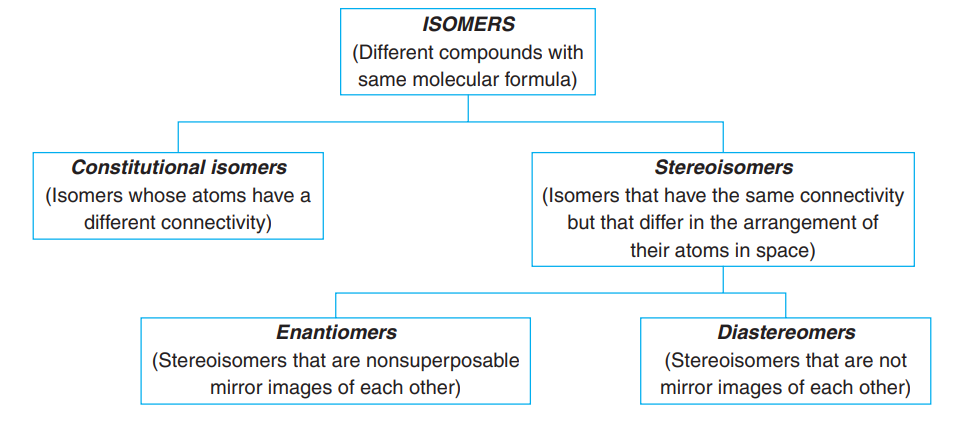 ISOMERS
(Different compounds with
same molecular formula)
Constitutional isomers
(Isomers whose atoms have a
different connectivity)
Stereoisomers
(Isomers that have the same connectivity
but that differ in the arrangement of
their atoms in space)
Enantiomers
(Stereoisomers that are nonsuperposable
mirror images of each other)
Diastereomers
(Stereoisomers that are not
mirror images of each other)